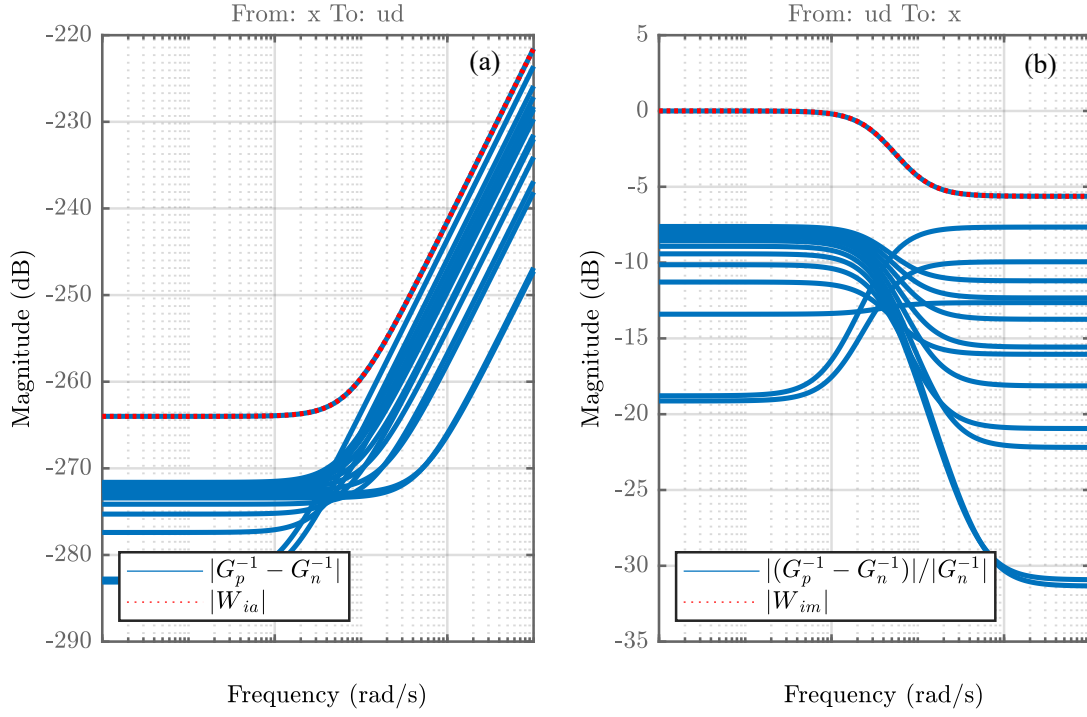 From: x To: ud
(a)
-220
-230
-240
-250
-260
-270
-280
-290
Magnitude (dB)
|G_p^{-1} − G_n^{-1}|
|W_{ia}|
Frequency (rad/s)
From: ud To: x
(b)
5
0
-5
-10
-15
-20
-25
-30
-35
Magnitude (dB)
|(G_p^{-1} − G_n^{-1})|/|G_n^{-1}|
|W_{im}|
Frequency (rad/s)